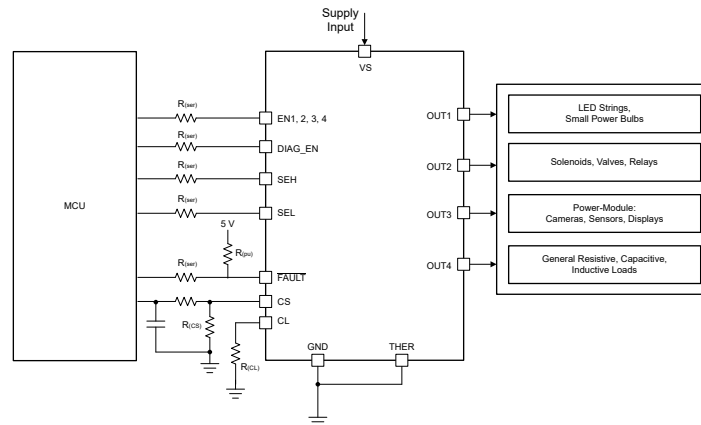 Supply
Input
VS
MCU
R(ser)
EN1, 2, 3, 4
R(ser)
DIAG_EN
R(ser)
SEH
R(ser)
SEL
5 V
R(pu)
R(ser)
FAULT
CS
R(CS)
CL
R(CL)
GND
THER
OUT1
OUT2
OUT3
OUT4
LED Strings,
Small Power Bulbs
Solenoids, Valves, Relays
Power-Module:
Cameras, Sensors, Displays
General Resistive, Capacitive,
Inductive Loads